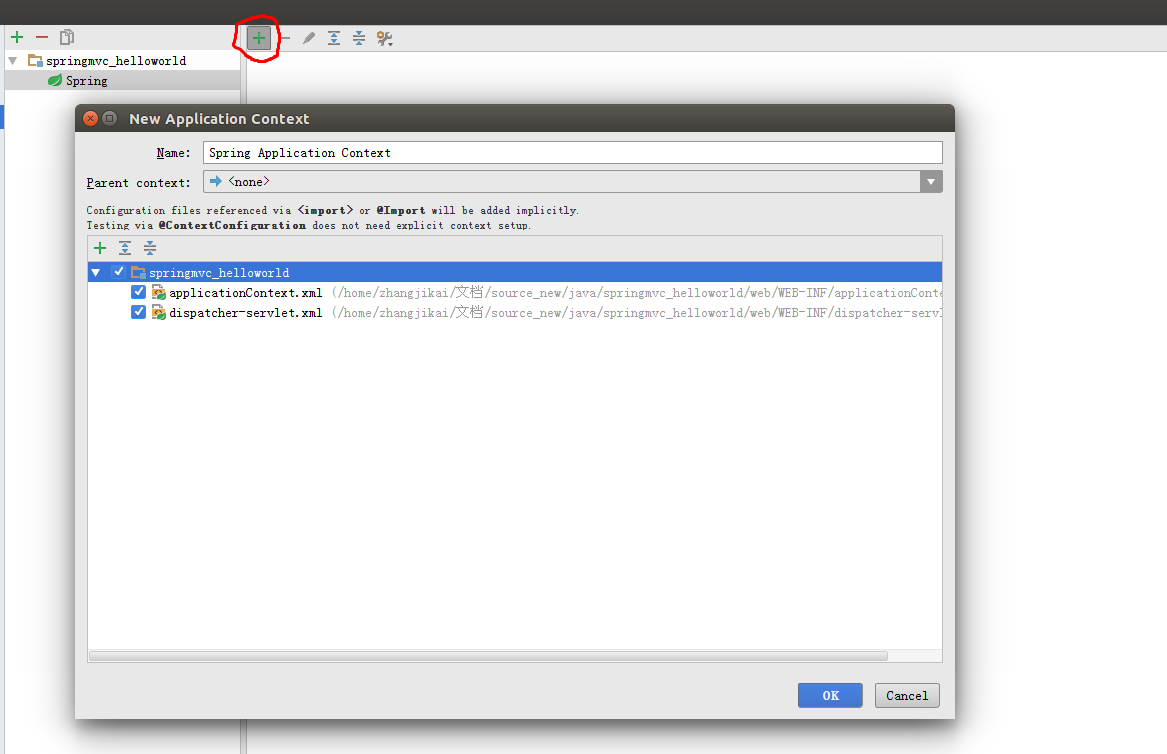 springmvc_helloworld
Spring
New Application Context
Name: Spring Application Context
Parent context: <none>
Configuration files referenced via <import> or @Import will be added implicitly.
Testing via @ContextConfiguration does not need explicit context setup.
springmvc_helloworld
applicationContext.xml (/home/zhangjikai/文档/source_new/java/springmvc_helloworld/web/WEB-INF/applicationConte
dispatcher-servlet.xml (/home/zhangjikai/文档/source_new/java/springmvc_helloworld/web/WEB-INF/dispatcher-servl
OK Cancel